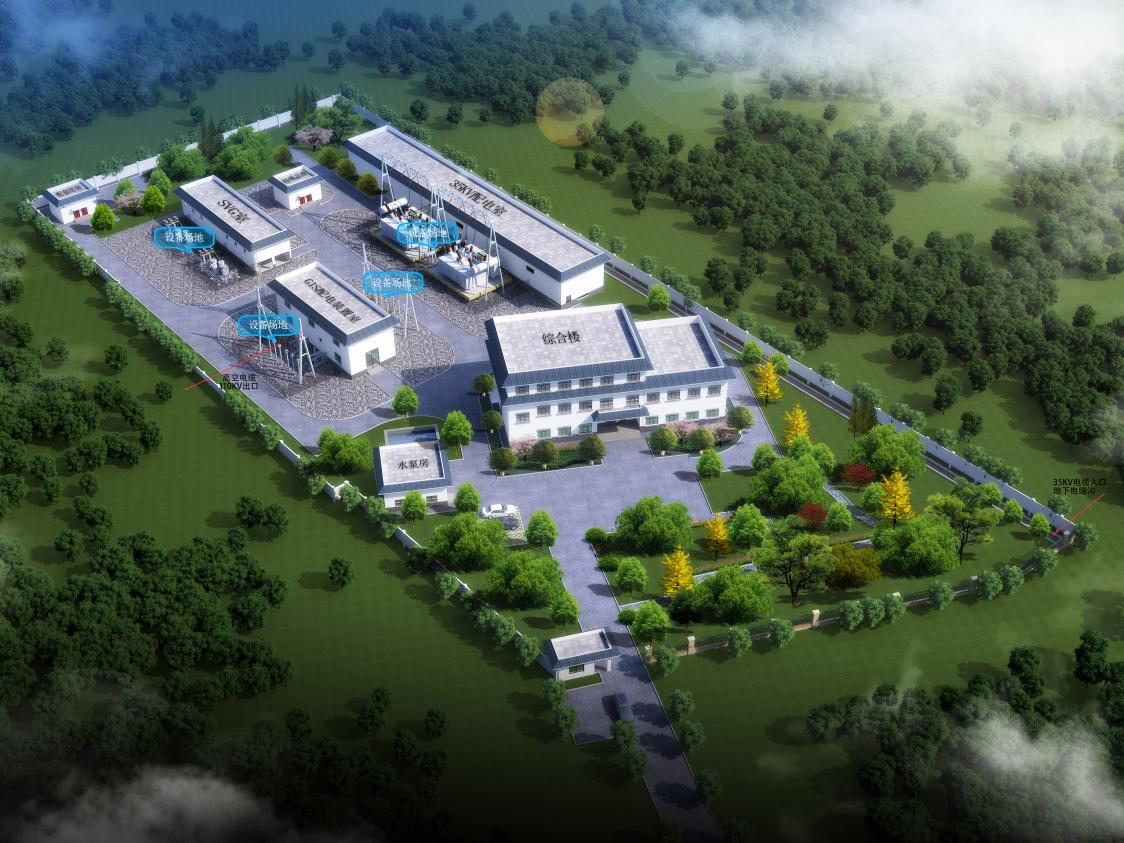 35KV配电室
SVG室
设备场地
设备场地
设备场地
GIS配电装置室
设备场地
综合楼
高空电缆
110KV出口
水泵房
35KV电缆入口
地下电缆沟